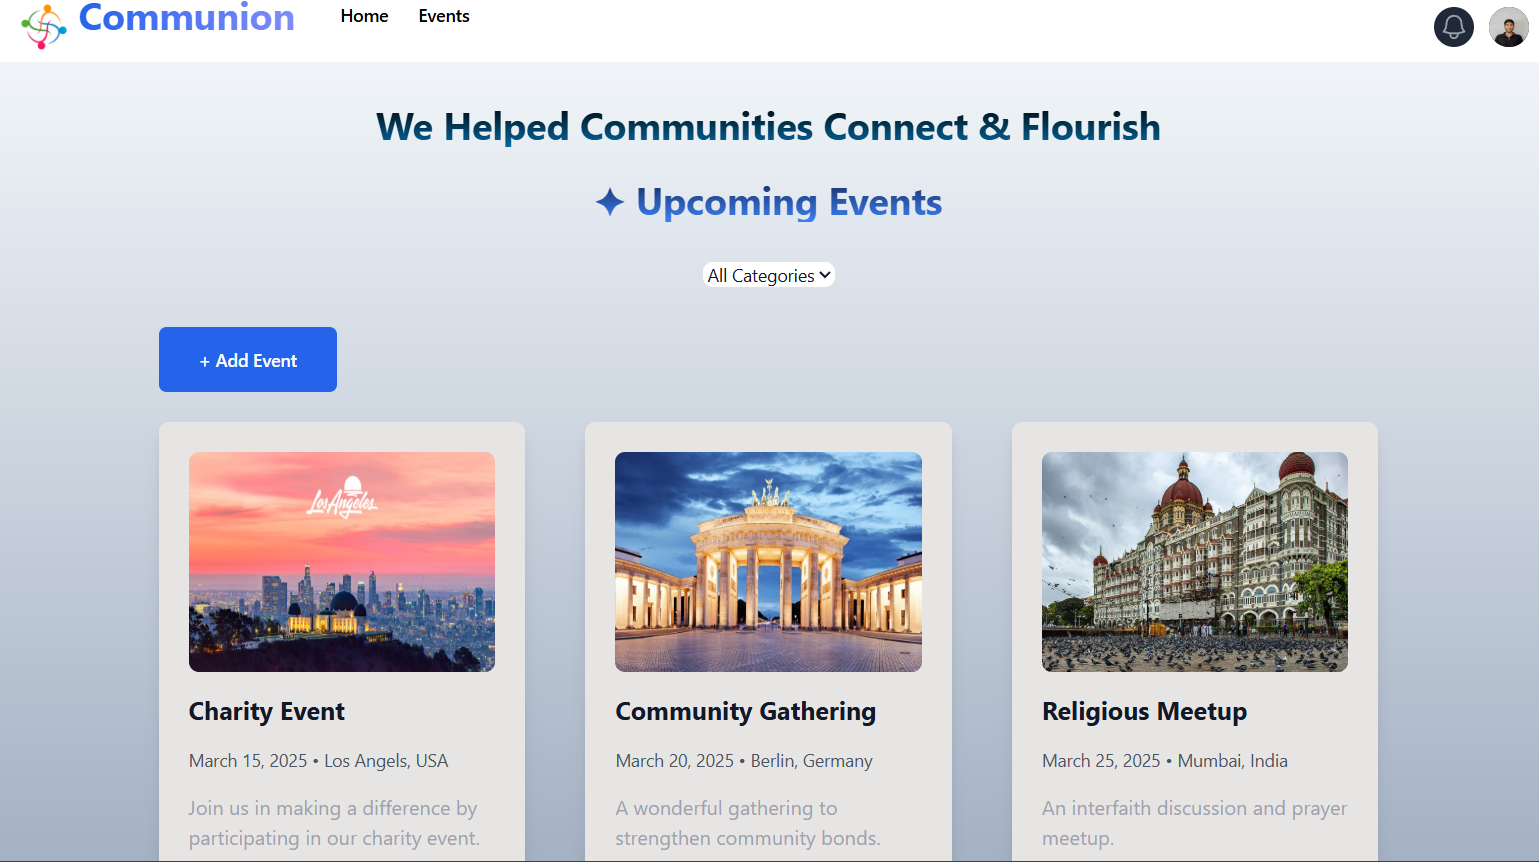 Communion
Home
Events
We Helped Communities Connect & Flourish
✦ Upcoming Events
All Categories
+ Add Event
Los Angeles
Charity Event
March 15, 2025 • Los Angels, USA
Join us in making a difference by
participating in our charity event.
Community Gathering
March 20, 2025 • Berlin, Germany
A wonderful gathering to
strengthen community bonds.
Religious Meetup
March 25, 2025 • Mumbai, India
An interfaith discussion and prayer
meetup.